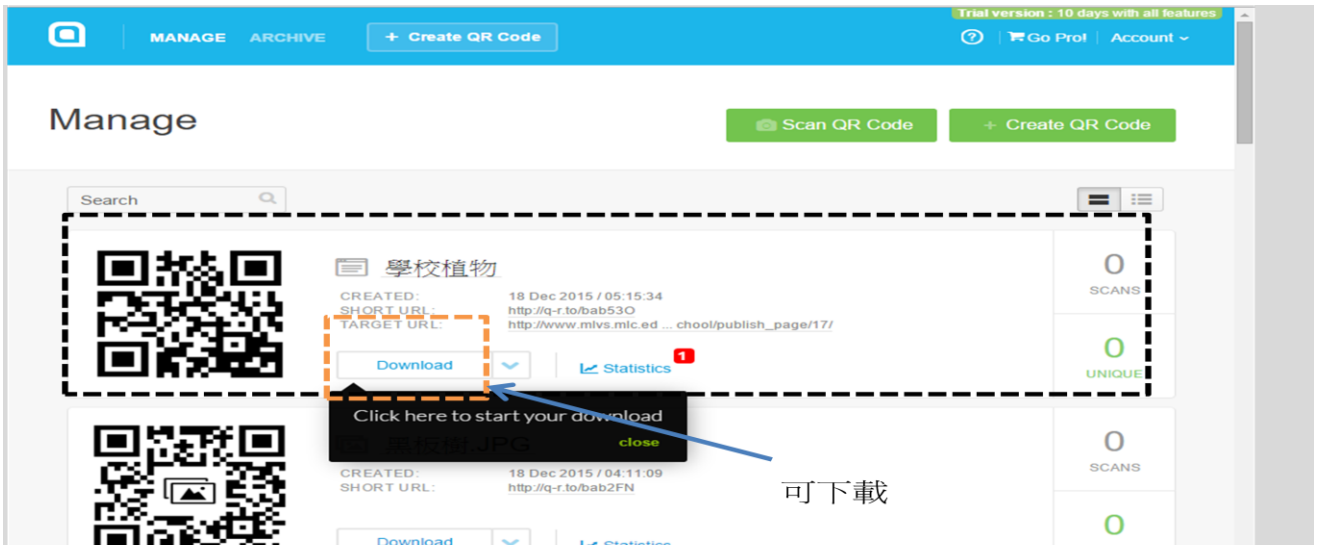 Trial version : 10 days with all features
MANAGE ARCHIVE + Create QR Code Go Pro! Account
Manage
Scan QR Code + Create QR Code
Search
學校植物
CREATED: 18 Dec 2015 / 05:15:34
SHORT URL: http://q-r.to/bab53O
TARGET URL: http://www.mlvs.mlc.ed ... chool/publish_page/17/
Download Statistics 1
0
SCANS
0
UNIQUE
Click here to start your download
close
黑板樹.JPG
CREATED: 18 Dec 2015 / 04:11:09
SHORT URL: http://q-r.to/bab2FN
Download Statistics
0
SCANS
0
可下載